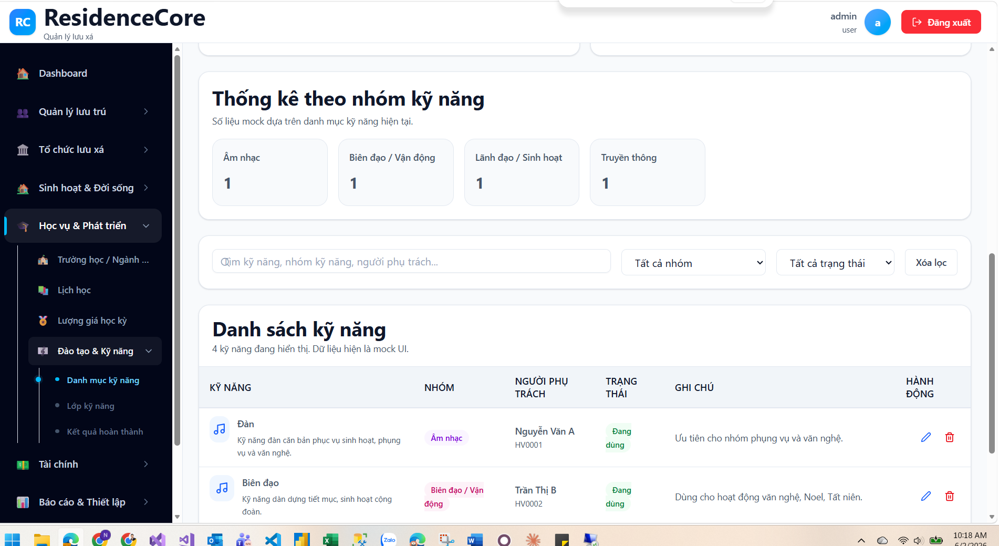 RC
ResidenceCore
Quản lý lưu xá
admin
user
a
Đăng xuất
Dashboard
Quản lý lưu trú
Tổ chức lưu xá
Sinh hoạt & Đời sống
Học vụ & Phát triển
Trường học / Ngành ...
Lịch học
Lượng giá học kỳ
Đào tạo & Kỹ năng
Danh mục kỹ năng
Lớp kỹ năng
Kết quả hoàn thành
Tài chính
Báo cáo & Thiết lập
Thống kê theo nhóm kỹ năng
Số liệu mock dựa trên danh mục kỹ năng hiện tại.
Âm nhạc
1
Biên đạo / Vận động
1
Lãnh đạo / Sinh hoạt
1
Truyền thông
1
Tìm kỹ năng, nhóm kỹ năng, người phụ trách...
Tất cả nhóm
Tất cả trạng thái
Xóa lọc
Danh sách kỹ năng
4 kỹ năng đang hiển thị. Dữ liệu hiện là mock UI.
KỸ NĂNG
NHÓM
NGƯỜI PHỤ
TRÁCH
TRẠNG
THÁI
GHI CHÚ
HÀNH
ĐỘNG
Đàn
Kỹ năng đàn căn bản phục vụ sinh hoạt, phụng
vụ và văn nghệ.
Âm nhạc
Nguyễn Văn A
HV0001
Đang
dùng
Ưu tiên cho nhóm phụng vụ và văn nghệ.
Biên đạo
Kỹ năng dàn dựng tiết mục, sinh hoạt cộng
đoàn.
Biên đạo / Vận
động
Trần Thị B
HV0002
Đang
dùng
Dùng cho hoạt động văn nghệ, Noel, Tất niên.
N
Zalo
10:18 AM
6/2/2026